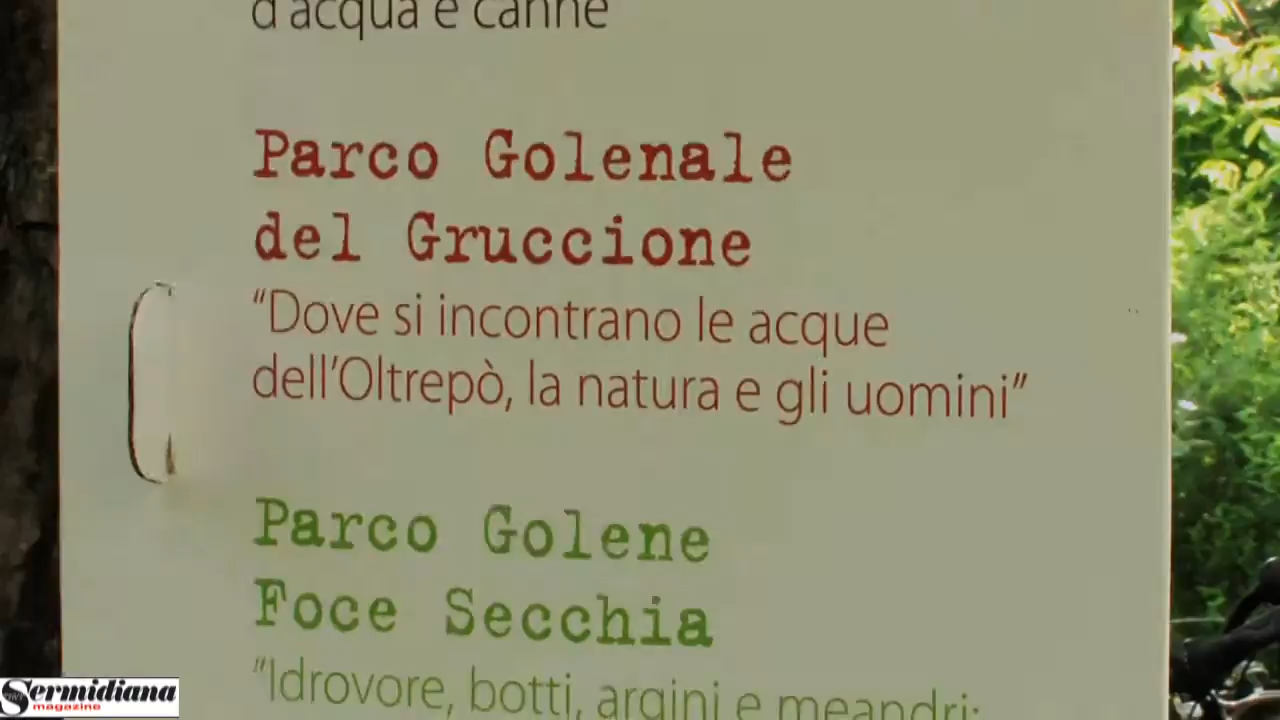 d'acqua e canne
Parco Golenale
del Gruccione
“Dove si incontrano le acque
dell'Oltrepò, la natura e gli uomini”
Parco Golene
Foce Secchia
“Idrovore, botti, argini e meandri:
Sermidiana
magazine